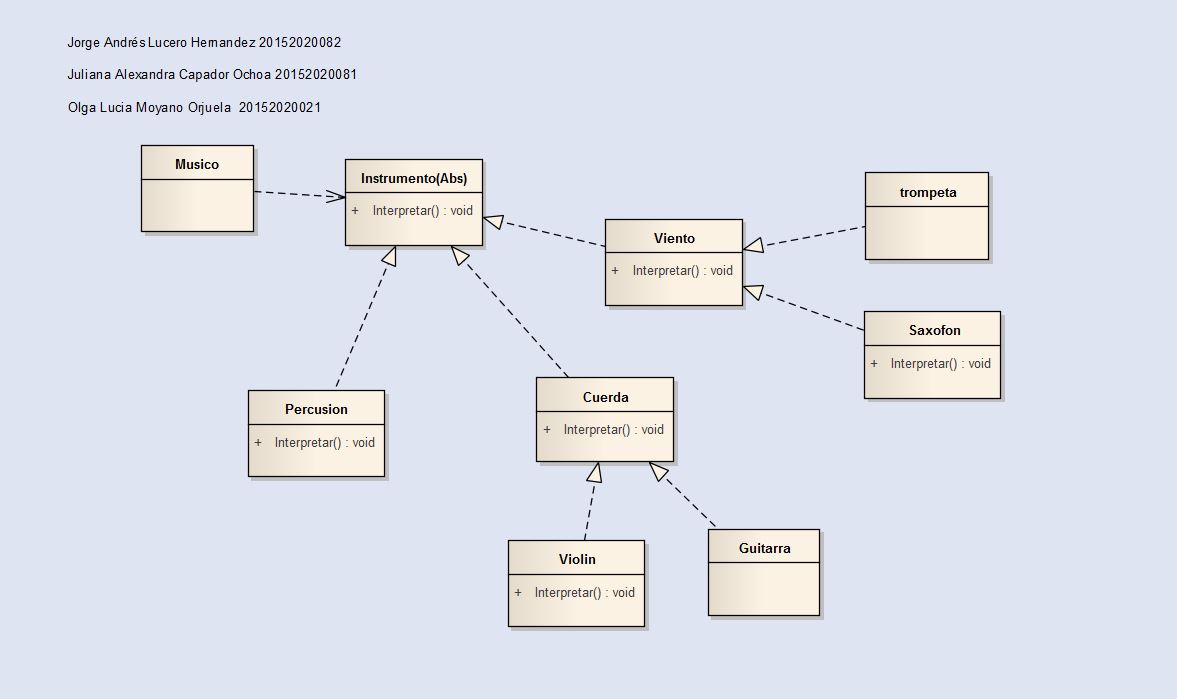 Jorge Andrés Lucero Hernandez 20152020082
Juliana Alexandra Capador Ochoa 20152020081
Olga Lucia Moyano Orjuela  20152020021
Musico
Instrumento(Abs)
+ Interpretar() : void
Viento
+ Interpretar() : void
trompeta
Saxofon
+ Interpretar() : void
Percusion
+ Interpretar() : void
Cuerda
+ Interpretar() : void
Violin
+ Interpretar() : void
Guitarra